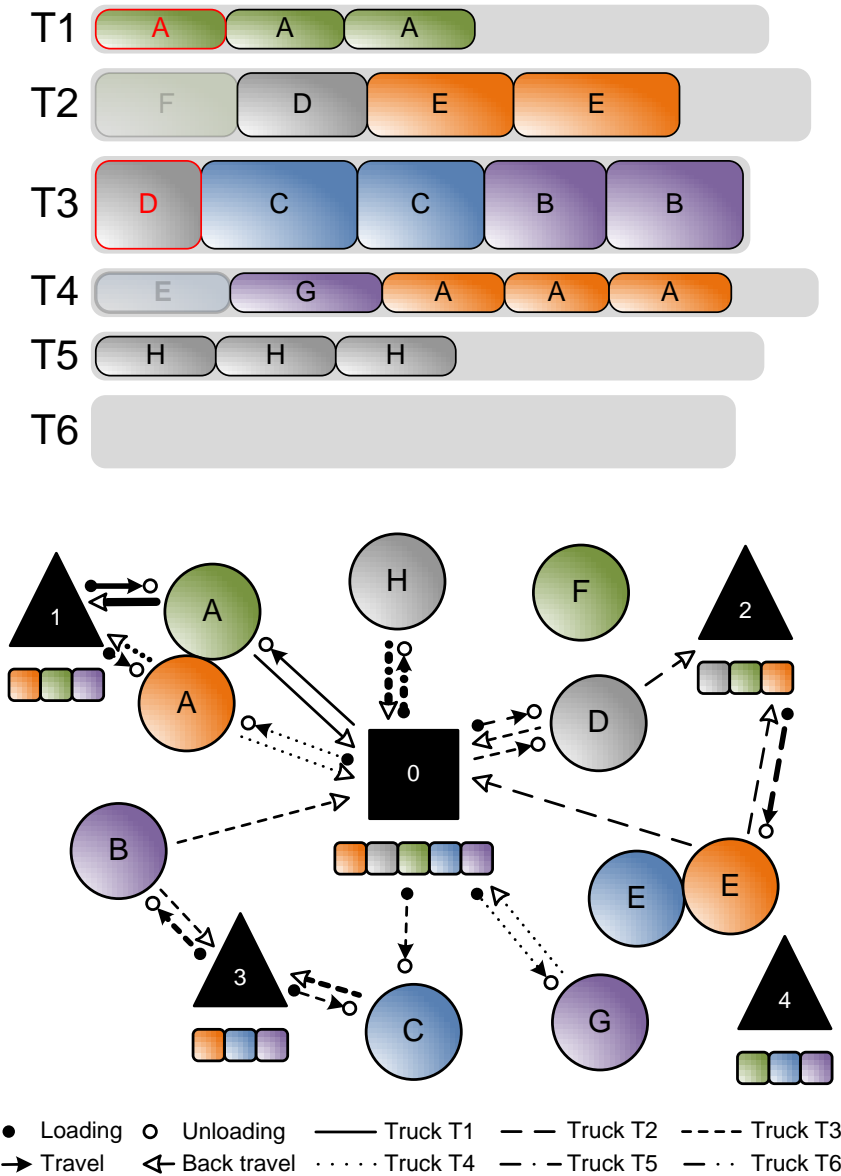 T1 A A A
T2 F D E E
T3 D C C B B
T4 E G A A A
T5 H H H
T6
H
F
1
A
2
A
D
0
B
E
E
3
C
G
4
Loading Unloading Truck T1 Truck T2 Truck T3
Travel Back travel Truck T4 Truck T5 Truck T6